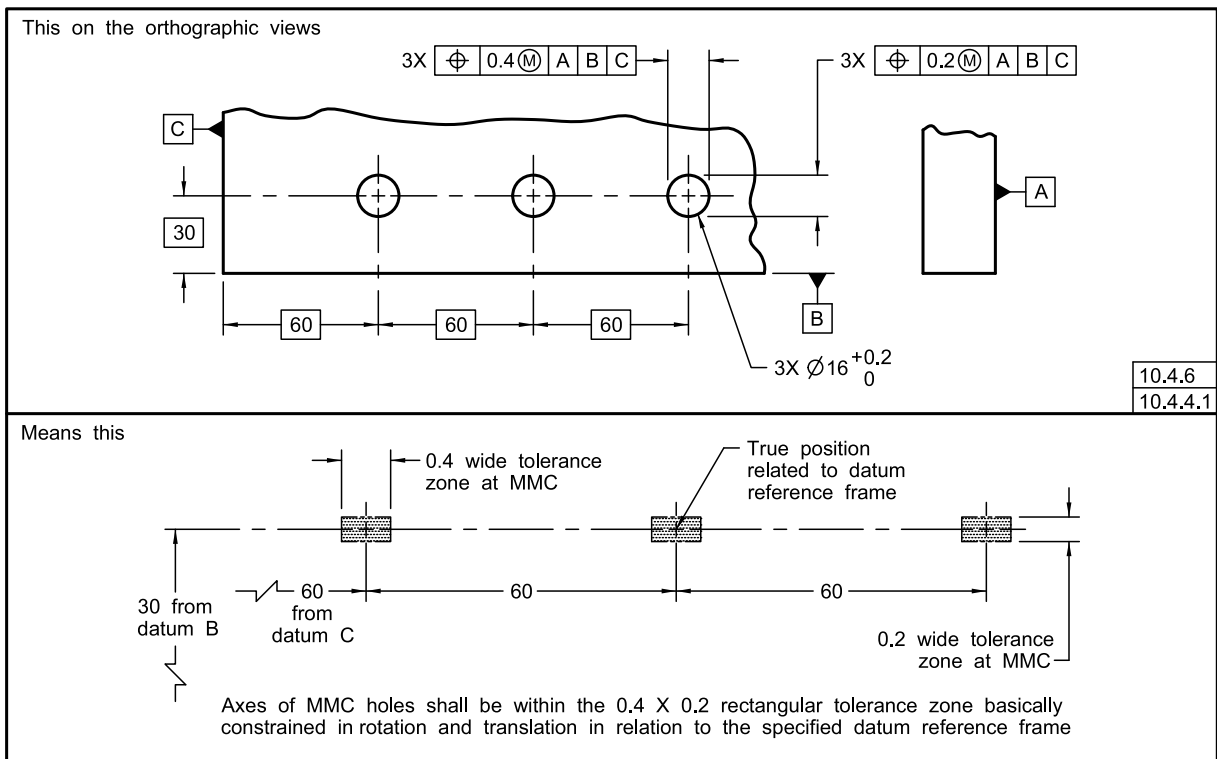 This on the orthographic views
3X ⌖ 0.4Ⓜ A B C
3X ⌖ 0.2Ⓜ A B C
C
A
30
60
60
60
B
3X ∅16 +0.2
0
10.4.6
10.4.4.1
Means this
0.4 wide tolerance
zone at MMC
True position
related to datum
reference frame
30 from
datum B
60
from
datum C
60
60
0.2 wide tolerance
zone at MMC
Axes of MMC holes shall be within the 0.4 X 0.2 rectangular tolerance zone basically
constrained in rotation and translation in relation to the specified datum reference frame